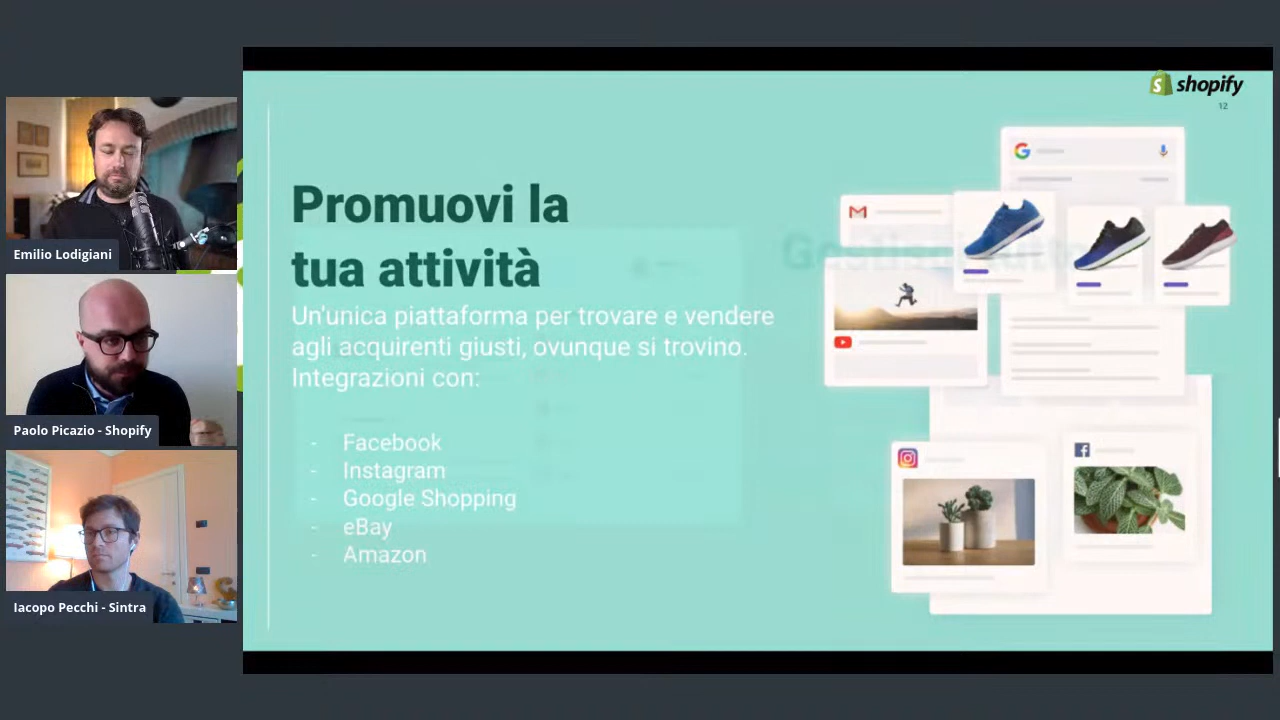 shopify
12
Promuovi la
tua attività
Un'unica piattaforma per trovare e vendere
agli acquirenti giusti, ovunque si trovino.
Integrazioni con:
- Facebook
- Instagram
- Google Shopping
- eBay
- Amazon
Emilio Lodigiani
Paolo Picazio - Shopify
Iacopo Pecchi - Sintra